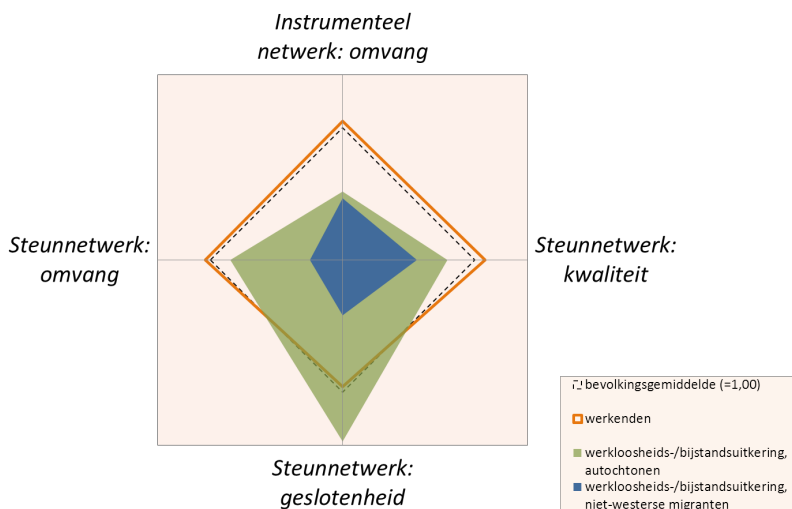 Instrumenteel
netwerk: omvang
Steunnetwerk:
omvang
Steunnetwerk:
kwaliteit
Steunnetwerk:
geslotenheid
bevolkingsgemiddelde (=1,00)
werkenden
werkloosheids-/bijstandsuitkering,
autochtonen
werkloosheids-/bijstandsuitkering,
niet-westerse migranten